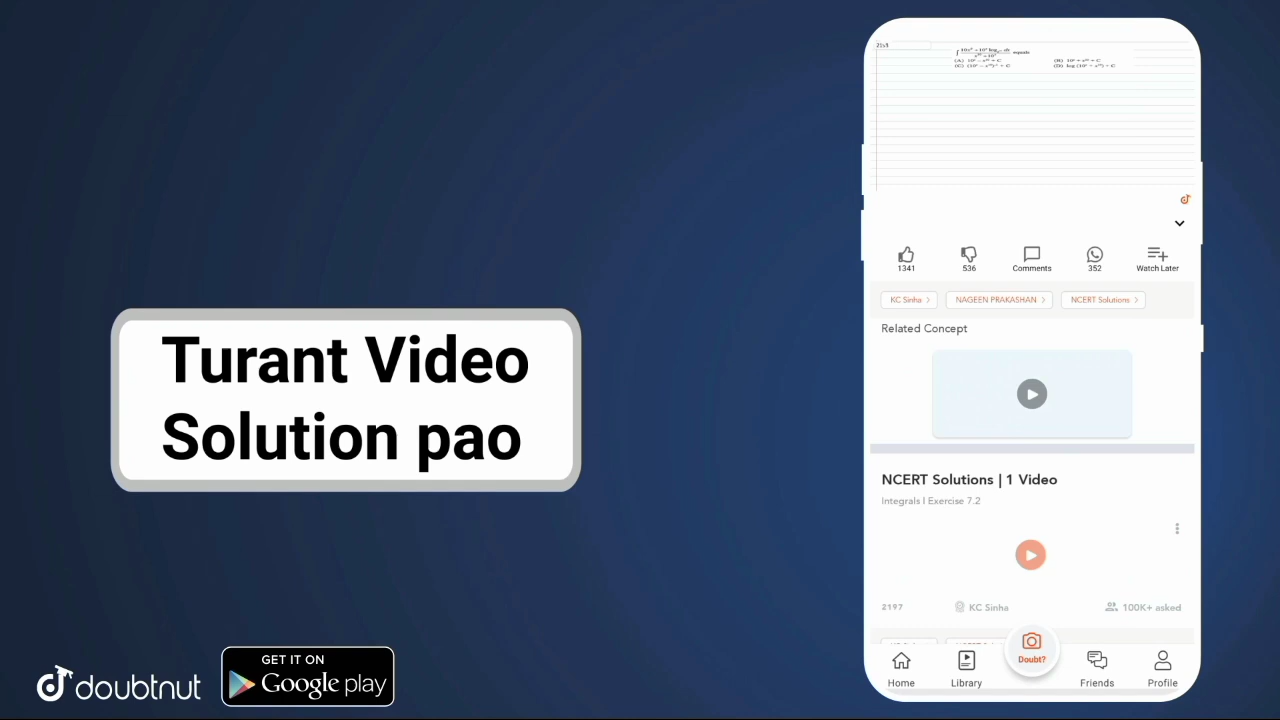 Turant Video
Solution pao
doubtnut
GET IT ON
Google play
2153
equals
1341
536
Comments
352
Watch Later
KC Sinha >
NAGEEN PRAKASHAN >
NCERT Solutions >
Related Concept
NCERT Solutions | 1 Video
Integrals | Exercise 7.2
2197
KC Sinha
100K+ asked
Doubt?
Home
Library
Friends
Profile